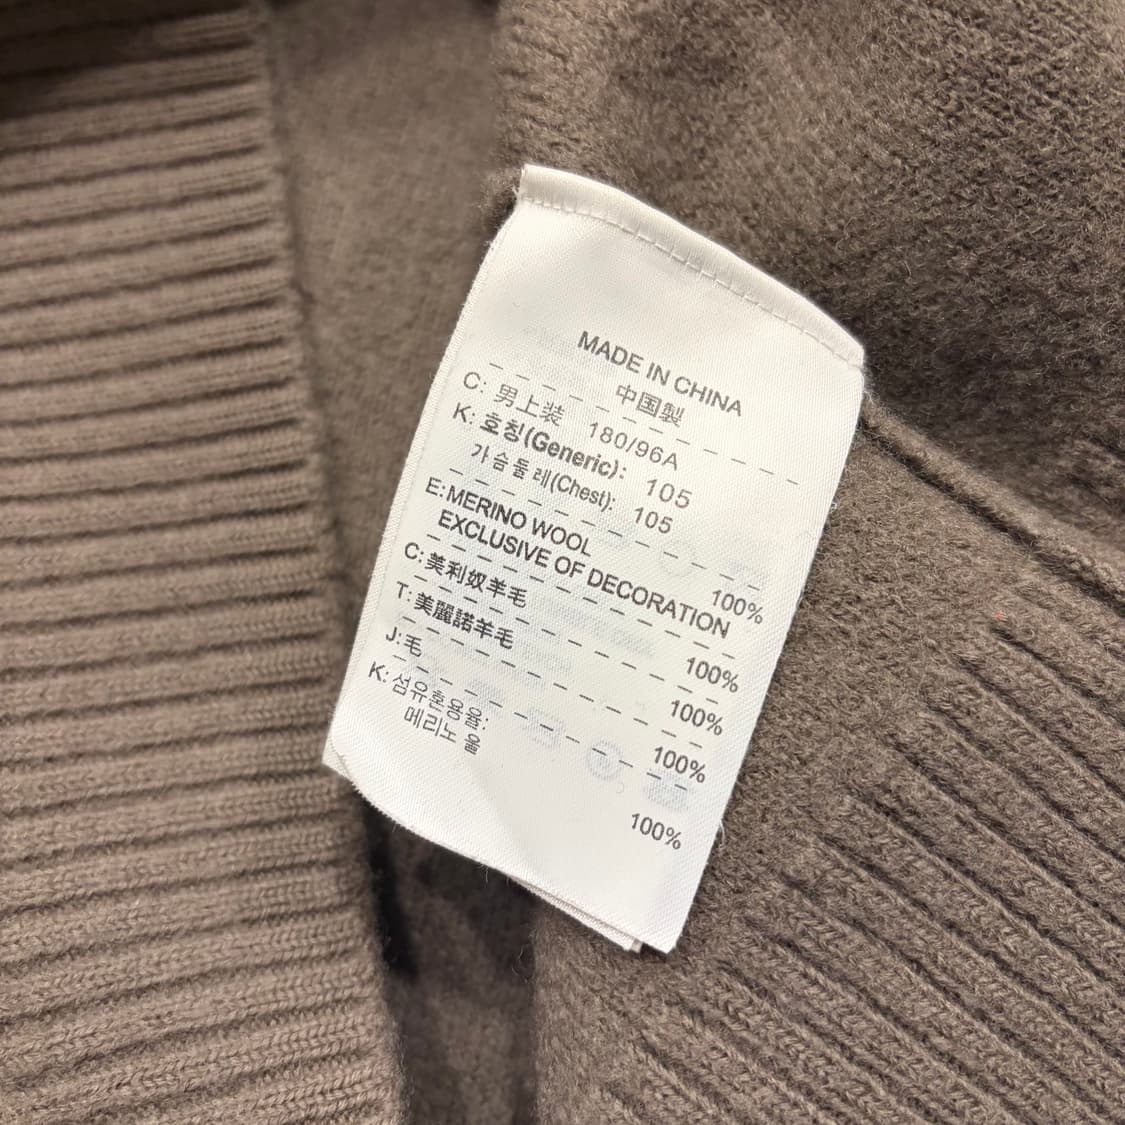 MADE IN CHINA
中国製
C: 男上装 180/96A
K: 호칭(Generic): 105
가슴둘레(Chest): 105
E:MERINO WOOL 100%
EXCLUSIVE OF DECORATION
C:美利奴羊毛 100%
T:美麗諾羊毛 100%
J:毛 100%
K:섬유혼용율:
메리노 울 100%